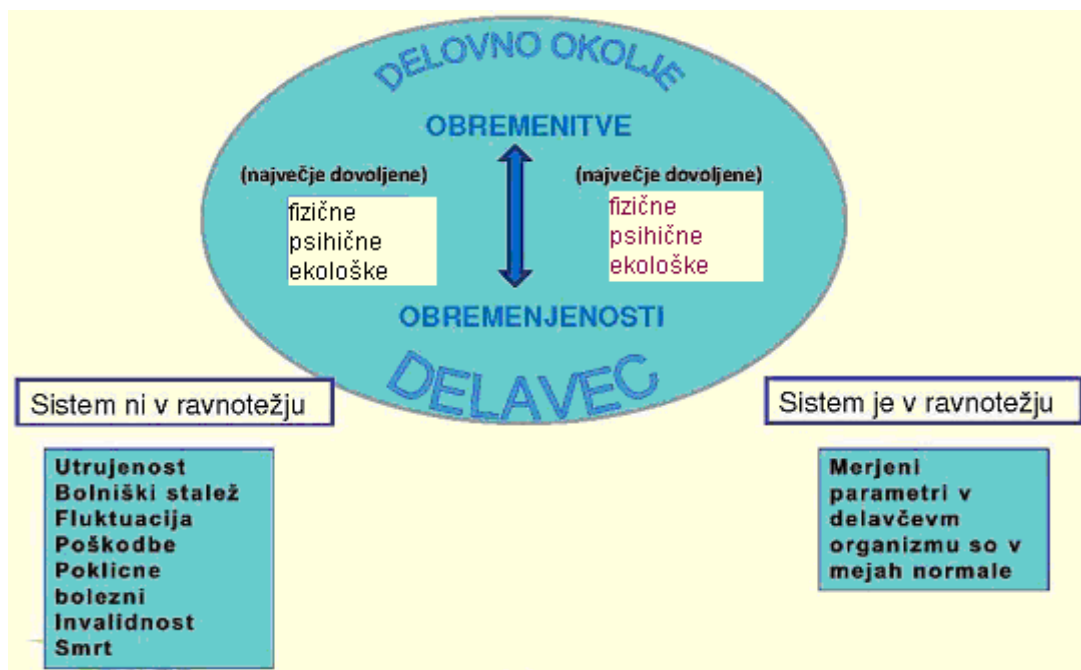 DELOVNO OKOLJE
OBREMENITVE
(največje dovoljene)
fizične
psihične
ekološke
(največje dovoljene)
fizične
psihične
ekološke
OBREMENJENOSTI
DELAVEC
Sistem ni v ravnotežju
Utrujenost
Bolniški stalež
Fluktuacija
Poškodbe
Poklicne
bolezni
Invalidnost
Smrt
Sistem je v ravnotežju
Merjeni
parametri v
delavčevm
organizmu so v
mejah normale